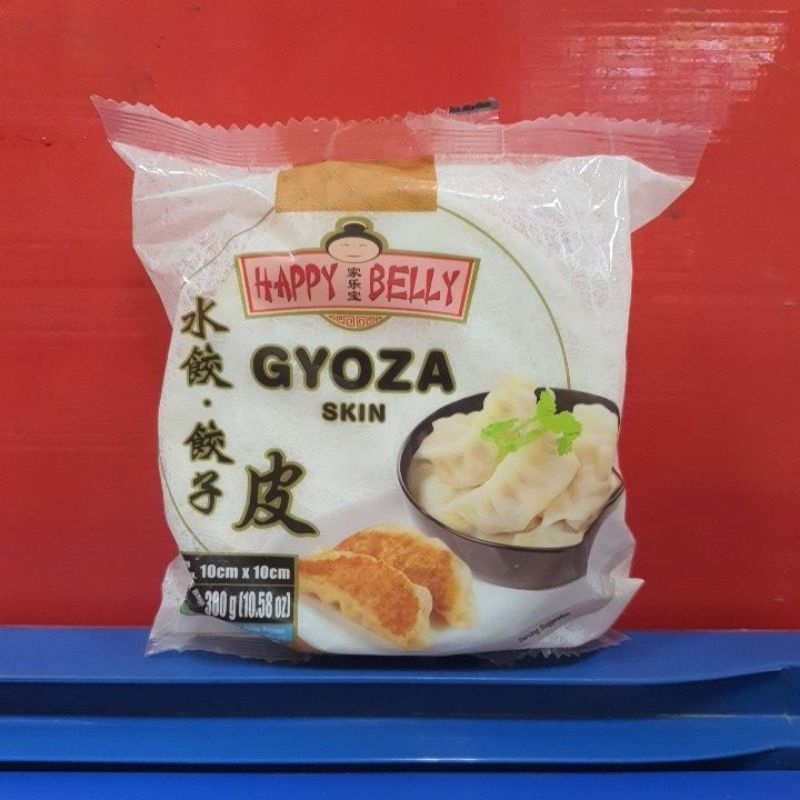 HAPPY 家乐宝 BELLY
GYOZA
SKIN
水餃·餃子
皮
10cm x 10cm
300g (10.58 oz)
Serving Suggestion